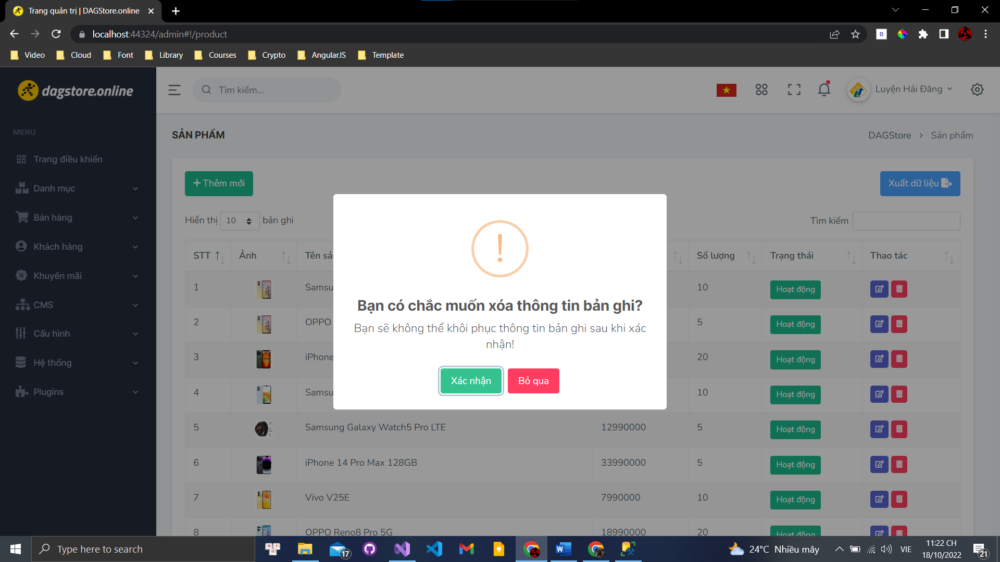 Trang quản trị | DAGStore.online
localhost:44324/admin#!/product
B
Video Cloud Font Library Courses Crypto AngularJS Template
dagstore.online
Tìm kiếm...
Luyện Hải Đăng
MENU
Trang điều khiển
Danh mục
Bán hàng
Khách hàng
Khuyến mãi
CMS
Cấu hình
Hệ thống
Plugins
SẢN PHẨM
DAGStore > Sản phẩm
+ Thêm mới
Xuất dữ liệu
Hiển thị 10 bản ghi
Tìm kiếm
STT Ảnh Tên sả Số lượng Trạng thái Thao tác
1 Samsu 10 Hoạt động
2 OPPO 5 Hoạt động
3 iPhone 20 Hoạt động
4 Samsu 10 Hoạt động
5 Samsung Galaxy Watch5 Pro LTE 12990000 5 Hoạt động
6 iPhone 14 Pro Max 128GB 33990000 5 Hoạt động
7 Vivo V25E 7990000 10 Hoạt động
8 OPPO Reno8 Pro 5G 18990000 20 Hoạt động
!
Bạn có chắc muốn xóa thông tin bản ghi?
Bạn sẽ không thể khôi phục thông tin bản ghi sau khi xác
nhận!
Xác nhận Bỏ qua
Type here to search
17
24°C Nhiều mây
VIE
11:22 CH
18/10/2022
21